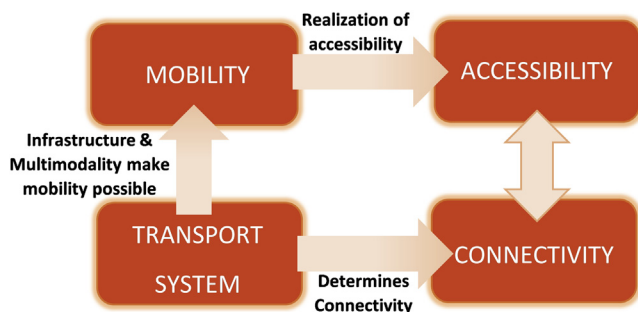 Realization of
accessibility
MOBILITY
ACCESSIBILITY
Infrastructure &
Multimodality make
mobility possible
TRANSPORT
SYSTEM
CONNECTIVITY
Determines
Connectivity